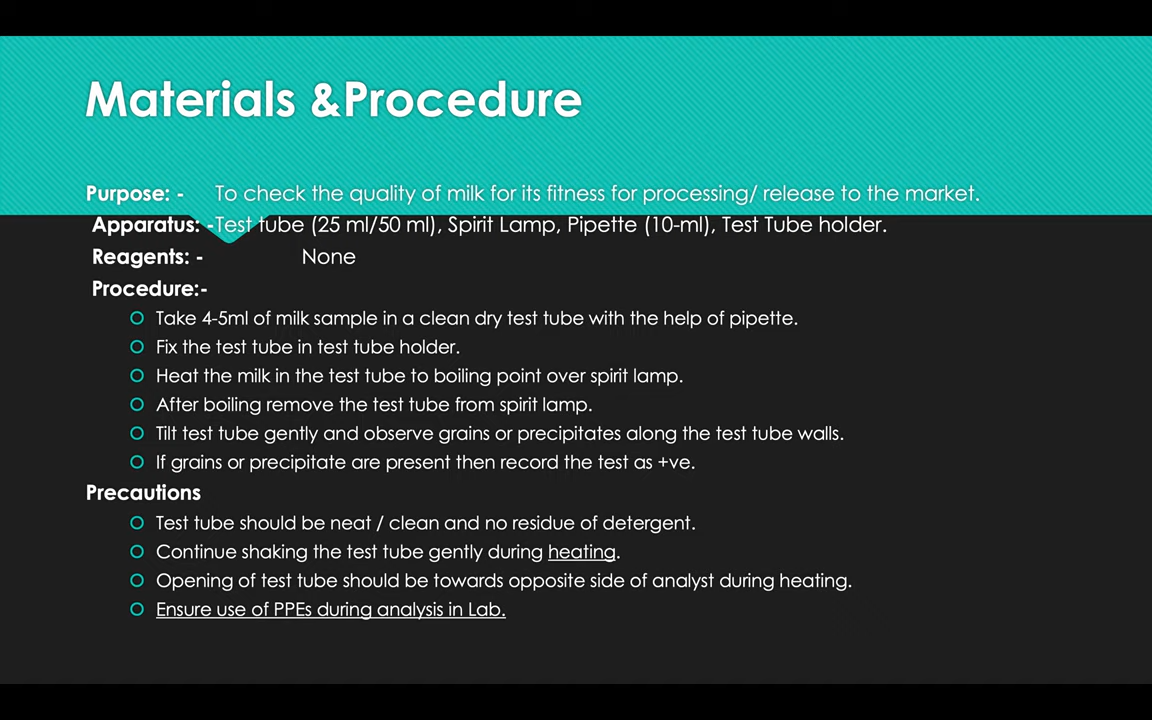 Materials &Procedure
Purpose: - To check the quality of milk for its fitness for processing/ release to the market.
Apparatus: -Test tube (25 ml/50 ml), Spirit Lamp, Pipette (10-ml), Test Tube holder.
Reagents: - None
Procedure:-
Take 4-5ml of milk sample in a clean dry test tube with the help of pipette.
Fix the test tube in test tube holder.
Heat the milk in the test tube to boiling point over spirit lamp.
After boiling remove the test tube from spirit lamp.
Tilt test tube gently and observe grains or precipitates along the test tube walls.
If grains or precipitate are present then record the test as +ve.
Precautions
Test tube should be neat / clean and no residue of detergent.
Continue shaking the test tube gently during heating.
Opening of test tube should be towards opposite side of analyst during heating.
Ensure use of PPEs during analysis in Lab.